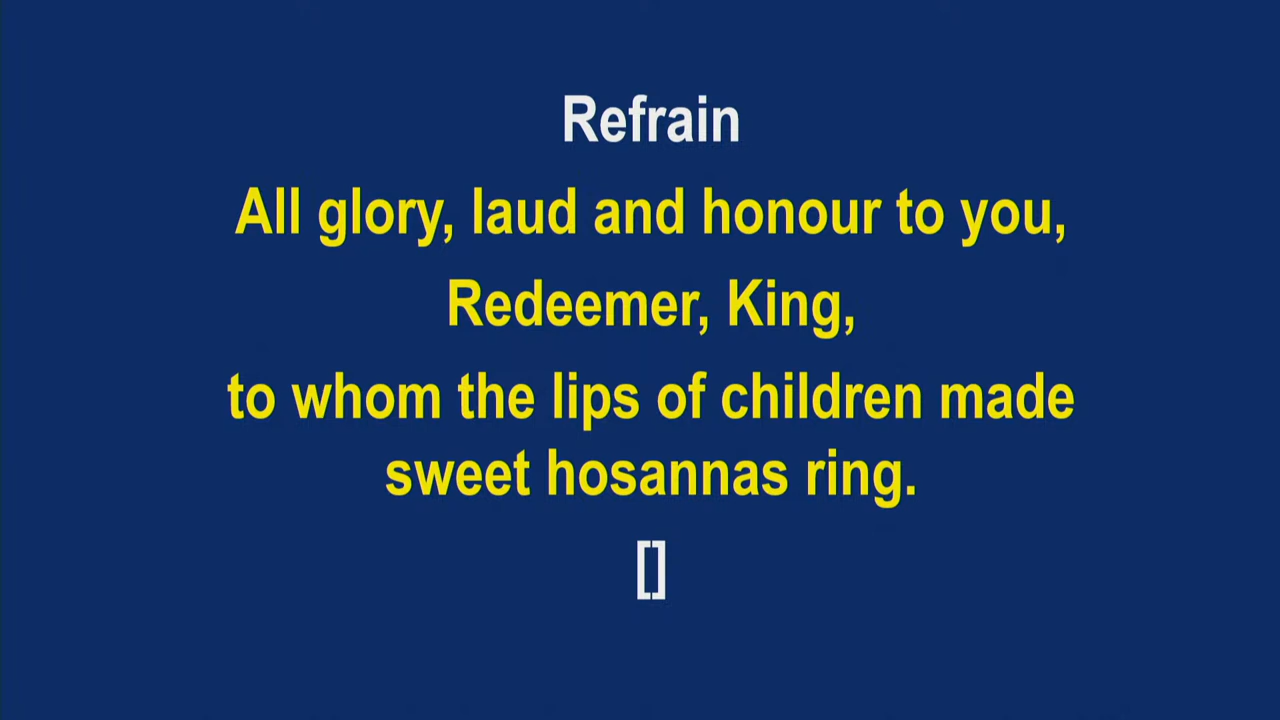 Refrain
All glory, laud and honour to you,
Redeemer, King,
to whom the lips of children made
sweet hosannas ring.
[]